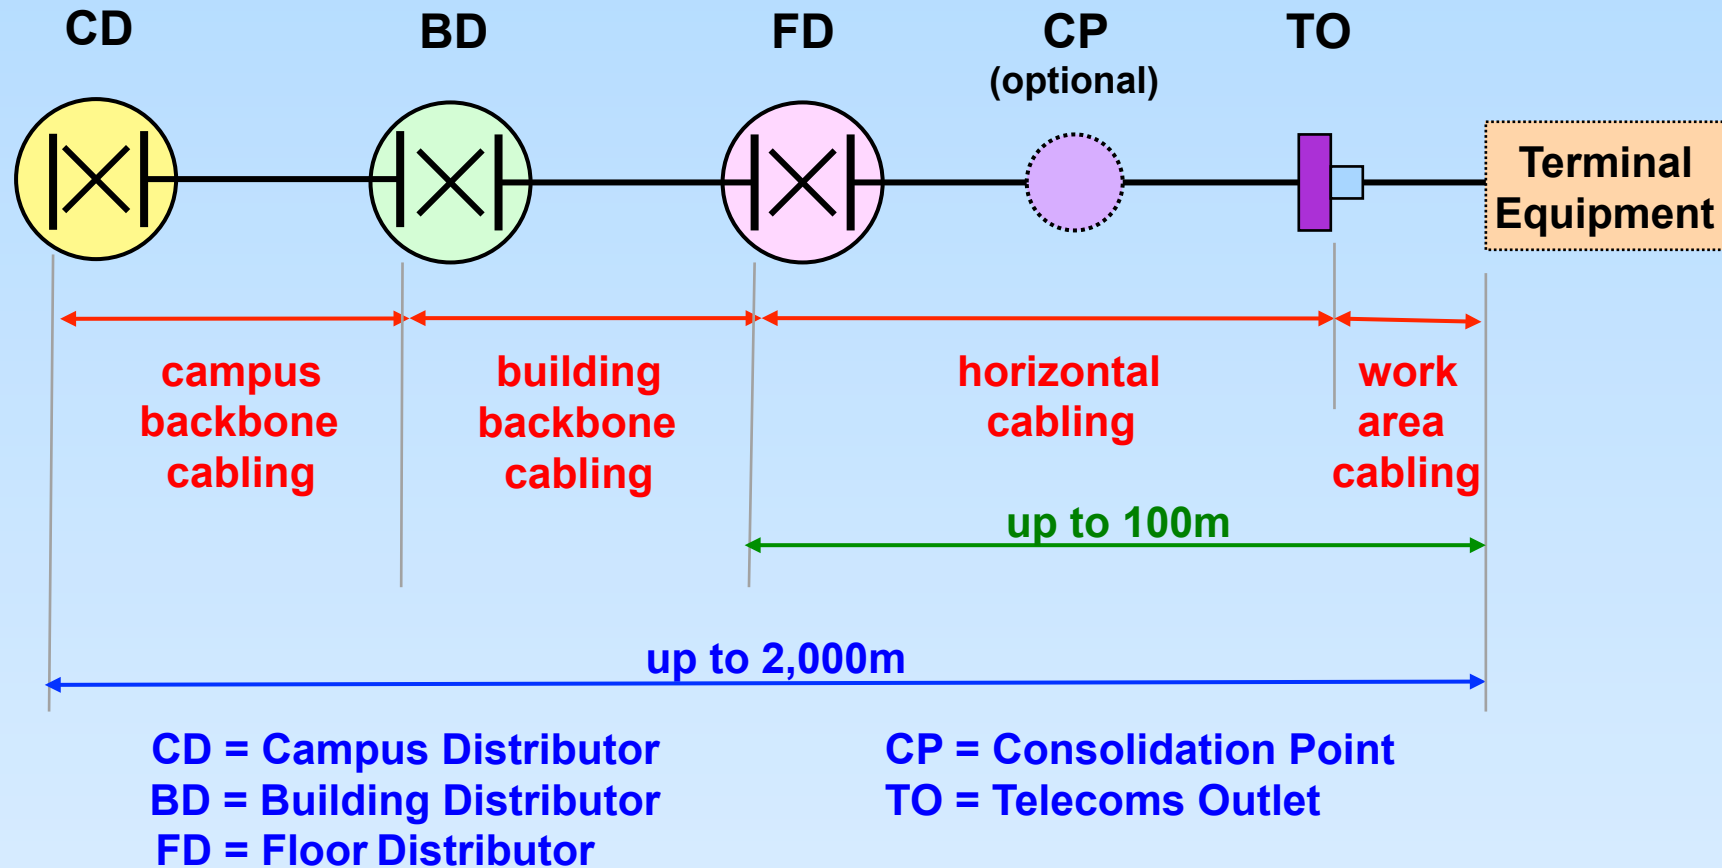 CD
BD
FD
CP
(optional)
TO
Terminal
Equipment
campus
backbone
cabling
building
backbone
cabling
horizontal
cabling
work
area
cabling
up to 100m
up to 2,000m
CD = Campus Distributor
BD = Building Distributor
FD = Floor Distributor
CP = Consolidation Point
TO = Telecoms Outlet